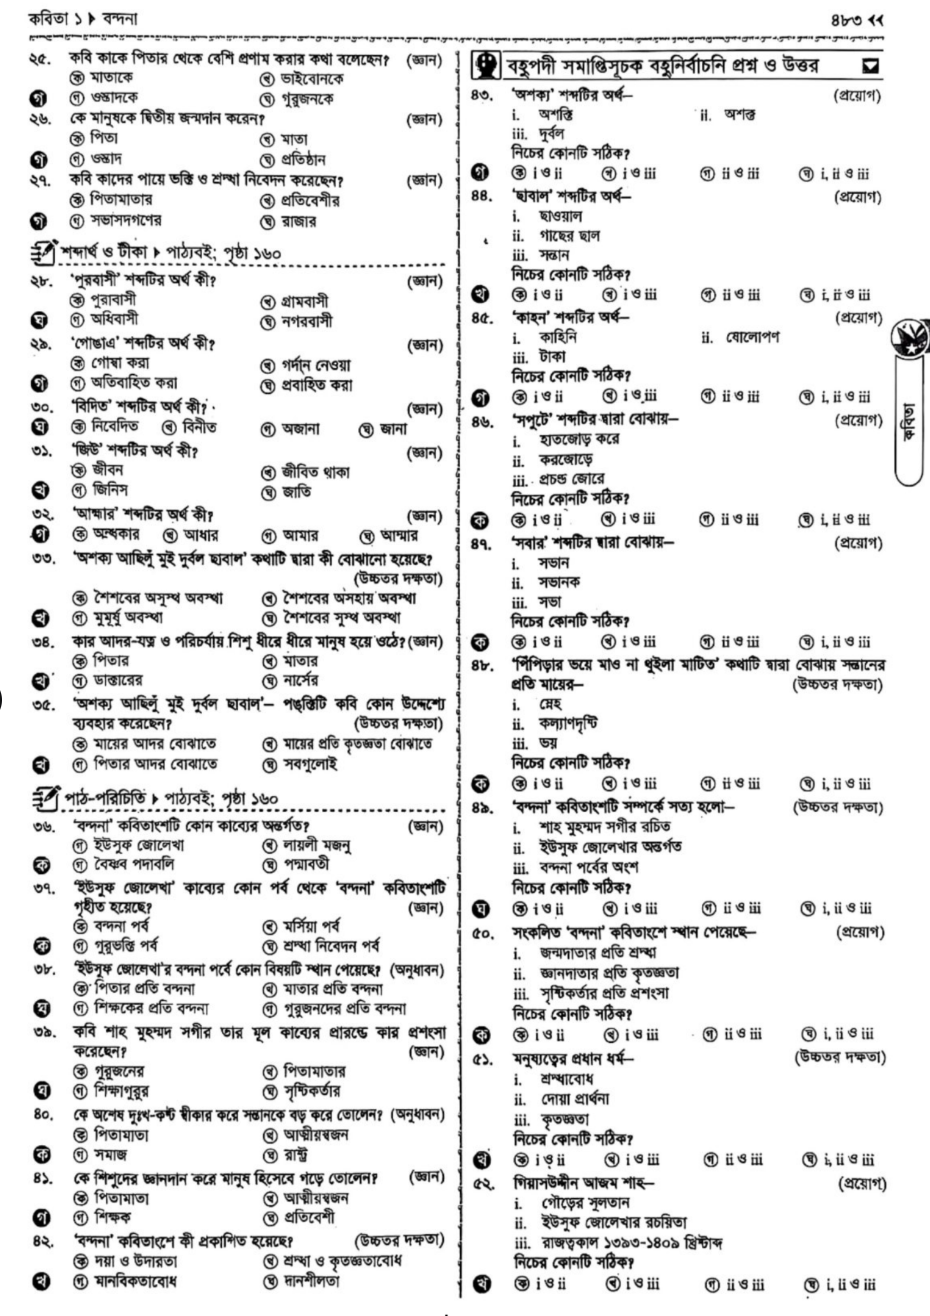 কবিতা ১ ▶ বন্দনা
৪৮৩ ◀◀
২৫. কবি কাকে পিতার থেকে বেশি প্রণাম করার কথা বলেছেন? (জ্ঞান)
ক মাতাকে খ ভাইবোনকে
গ গ ওস্তাদকে ঘ গুরুজনকে
২৬. কে মানুষকে দ্বিতীয় জন্মদান করেন? (জ্ঞান)
ক পিতা খ মাতা
গ গ ওস্তাদ ঘ প্রতিষ্ঠান
২৭. কবি কাদের পায়ে ভক্তি ও শ্রদ্ধা নিবেদন করেছেন? (জ্ঞান)
ক পিতামাতার খ প্রতিবেশীর
গ গ সভাসদগণের ঘ রাজার
শব্দার্থ ও টীকা ▶ পাঠ্যবই; পৃষ্ঠা ১৬০
২৮. 'পুরবাসী' শব্দটির অর্থ কী? (জ্ঞান)
ক পুরাবাসী খ গ্রামবাসী
ঘ গ অধিবাসী ঘ নগরবাসী
২৯. 'গোঙাএ' শব্দটির অর্থ কী? (জ্ঞান)
ক গোস্বা করা খ গর্দান নেওয়া
গ গ অতিবাহিত করা ঘ প্রবাহিত করা
৩০. 'বিদিত' শব্দটির অর্থ কী? (জ্ঞান)
ঘ ক নিবেদিত খ বিনীত গ অজানা ঘ জানা
৩১. 'জিউ' শব্দটির অর্থ কী? (জ্ঞান)
ক জীবন খ জীবিত থাকা
খ গ জিনিস ঘ জাতি
৩২. 'আহ্মার' শব্দটির অর্থ কী? (জ্ঞান)
গ ক অন্ধকার খ আধার গ আমার ঘ আম্মার
৩৩. 'অশক্য আছিলুঁ মুই দুর্বল ছাবাল' কথাটি দ্বারা কী বোঝানো হয়েছে?
(উচ্চতর দক্ষতা)
ক শৈশবের অসুস্থ অবস্থা খ শৈশবের অসহায় অবস্থা
খ গ মুমূর্ষু অবস্থা ঘ শৈশবের সুস্থ অবস্থা
৩৪. কার আদর-যত্ন ও পরিচর্যায় শিশু ধীরে ধীরে মানুষ হয়ে ওঠে? (জ্ঞান)
ক পিতার খ মাতার
খ গ ডাক্তারের ঘ নার্সের
৩৫. 'অশক্য আছিলুঁ মুই দুর্বল ছাবাল'– পঙ্‌ক্তিটি কবি কোন উদ্দেশ্যে
ব্যবহার করেছেন? (উচ্চতর দক্ষতা)
ক মায়ের আদর বোঝাতে খ মায়ের প্রতি কৃতজ্ঞতা বোঝাতে
খ গ পিতার আদর বোঝাতে ঘ সবগুলোই
পাঠ-পরিচিতি ▶ পাঠ্যবই; পৃষ্ঠা ১৬০
৩৬. 'বন্দনা' কবিতাংশটি কোন কাব্যের অন্তর্গত? (জ্ঞান)
গ ইউসুফ জোলেখা খ লায়লী মজনু
ক গ বৈষ্ণব পদাবলি ঘ পদ্মাবতী
৩৭. 'ইউসুফ জোলেখা' কাব্যের কোন পর্ব থেকে 'বন্দনা' কবিতাংশটি
গৃহীত হয়েছে? (জ্ঞান)
ক বন্দনা পর্ব খ মর্সিয়া পর্ব
ক গ গুরুভক্তি পর্ব ঘ শ্রদ্ধা নিবেদন পর্ব
৩৮. 'ইউসুফ জোলেখা'র বন্দনা পর্বে কোন বিষয়টি স্থান পেয়েছে? (অনুধাবন)
ক পিতার প্রতি বন্দনা খ মাতার প্রতি বন্দনা
ঘ গ শিক্ষকের প্রতি বন্দনা গ গুরুজনদের প্রতি বন্দনা
৩৯. কবি শাহ মুহম্মদ সগীর তার মূল কাব্যের প্রারম্ভে কার প্রশংসা
করেছেন? (জ্ঞান)
ক গুরুজনের খ পিতামাতার
ঘ গ শিক্ষাগুরুর ঘ সৃষ্টিকর্তার
৪০. কে অশেষ দুঃখ-কষ্ট স্বীকার করে সন্তানকে বড় করে তোলেন? (অনুধাবন)
ক পিতামাতা খ আত্মীয়স্বজন
ক গ সমাজ ঘ রাষ্ট্র
৪১. কে শিশুদের জ্ঞানদান করে মানুষ হিসেবে গড়ে তোলেন? (জ্ঞান)
ক পিতামাতা খ আত্মীয়স্বজন
গ গ শিক্ষক ঘ প্রতিবেশী
৪২. 'বন্দনা' কবিতাংশে কী প্রকাশিত হয়েছে? (উচ্চতর দক্ষতা)
ক দয়া ও উদারতা খ শ্রদ্ধা ও কৃতজ্ঞতাবোধ
খ গ মানবিকতাবোধ ঘ দানশীলতা
বহুপদী সমাপ্তিসূচক বহুনির্বাচনি প্রশ্ন ও উত্তর
৪৩. 'অশক্য' শব্দটির অর্থ– (প্রয়োগ)
i. অশস্তি ii. অশক্ত
iii. দুর্বল
নিচের কোনটি সঠিক?
গ ক i ও ii খ i ও iii গ ii ও iii ঘ i, ii ও iii
৪৪. 'ছাবাল' শব্দটির অর্থ– (প্রয়োগ)
i. ছাওয়াল
ii. গাছের ছাল
iii. সন্তান
নিচের কোনটি সঠিক?
খ ক i ও ii খ i ও iii গ ii ও iii ঘ i, ii ও iii
৪৫. 'কাহন' শব্দটির অর্থ– (প্রয়োগ)
i. কাহিনি ii. ষোলোপণ
iii. টাকা
নিচের কোনটি সঠিক?
গ ক i ও ii খ i ও iii গ ii ও iii ঘ i, ii ও iii
৪৬. 'সপুটে' শব্দটির দ্বারা বোঝায়– (প্রয়োগ)
i. হাতজোড় করে
ii. করজোড়ে
iii. প্রচণ্ড জোরে
নিচের কোনটি সঠিক?
ক ক i ও ii খ i ও iii গ ii ও iii ঘ i, ii ও iii
৪৭. 'সবার' শব্দটির দ্বারা বোঝায়– (প্রয়োগ)
i. সভান
ii. সভানক
iii. সভা
নিচের কোনটি সঠিক?
ক ক i ও ii খ i ও iii গ ii ও iii ঘ i, ii ও iii
৪৮. 'পিঁপিড়ার ভয়ে মাও না থুইলা মাটিত' কথাটি দ্বারা বোঝায় সন্তানের
প্রতি মায়ের– (উচ্চতর দক্ষতা)
i. স্নেহ
ii. কল্যাণদৃষ্টি
iii. ভয়
নিচের কোনটি সঠিক?
ক ক i ও ii খ i ও iii গ ii ও iii ঘ i, ii ও iii
৪৯. 'বন্দনা' কবিতাংশটি সম্পর্কে সত্য হলো– (উচ্চতর দক্ষতা)
i. শাহ মুহম্মদ সগীর রচিত
ii. ইউসুফ জোলেখার অন্তর্গত
iii. বন্দনা পর্বের অংশ
নিচের কোনটি সঠিক?
ঘ ক i ও ii খ i ও iii গ ii ও iii ঘ i, ii ও iii
৫০. সংকলিত 'বন্দনা' কবিতাংশে স্থান পেয়েছে– (প্রয়োগ)
i. জন্মদাতার প্রতি শ্রদ্ধা
ii. জ্ঞানদাতার প্রতি কৃতজ্ঞতা
iii. সৃষ্টিকর্তার প্রতি প্রশংসা
নিচের কোনটি সঠিক?
ক ক i ও ii খ i ও iii গ ii ও iii ঘ i, ii ও iii
৫১. মনুষ্যত্বের প্রধান ধর্ম– (উচ্চতর দক্ষতা)
i. শ্রদ্ধাবোধ
ii. দোয়া প্রার্থনা
iii. কৃতজ্ঞতা
নিচের কোনটি সঠিক?
খ ক i ও ii খ i ও iii গ ii ও iii ঘ i, ii ও iii
৫২. গিয়াসউদ্দীন আজম শাহ– (প্রয়োগ)
i. গৌড়ের সুলতান
ii. ইউসুফ জোলেখার রচয়িতা
iii. রাজত্বকাল ১৩৯৩-১৪০৯ খ্রিষ্টাব্দ
নিচের কোনটি সঠিক?
খ ক i ও ii খ i ও iii গ ii ও iii ঘ i, ii ও iii
কবিতা